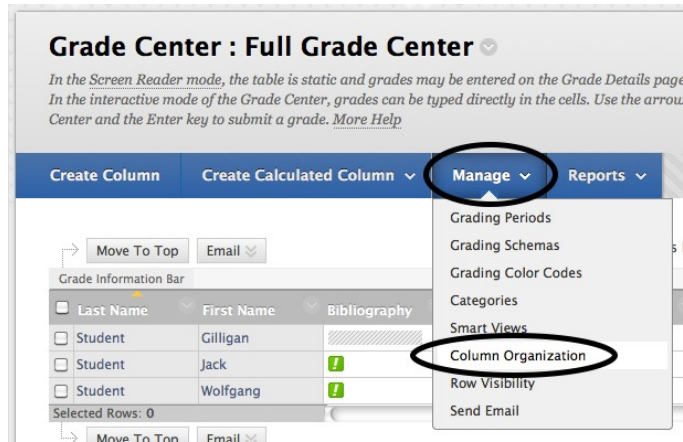 Grade Center : Full Grade Center
In the Screen Reader mode, the table is static and grades may be entered on the Grade Details page
In the interactive mode of the Grade Center, grades can be typed directly in the cells. Use the arrow
Center and the Enter key to submit a grade. More Help
Create Column Create Calculated Column Manage Reports
Grading Periods
Grading Schemas
Grading Color Codes
Categories
Smart Views
Column Organization
Row Visibility
Send Email
Move To Top Email
Grade Information Bar
Last Name First Name Bibliography
Student Gilligan
Student Jack
Student Wolfgang
Selected Rows: 0
Move To Top Email